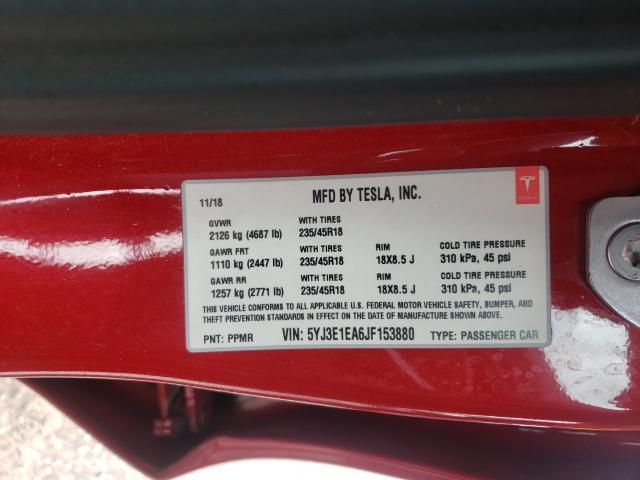 11/18 MFD BY TESLA, INC.
TESLA
GVWR WITH TIRES
2126 kg (4687 lb) 235/45R18
GAWR FRT WITH TIRES RIM COLD TIRE PRESSURE
1110 kg (2447 lb) 235/45R18 18X8.5 J 310 kPa, 45 psi
GAWR RR WITH TIRES RIM COLD TIRE PRESSURE
1257 kg (2771 lb) 235/45R18 18X8.5 J 310 kPa, 45 psi
THIS VEHICLE CONFORMS TO ALL APPLICABLE U.S. FEDERAL MOTOR VEHICLE SAFETY, BUMPER, AND
THEFT PREVENTION STANDARDS IN EFFECT ON THE DATE OF MANUFACTURE SHOWN ABOVE.
PNT: PPMR VIN: 5YJ3E1EA6JF153880 TYPE: PASSENGER CAR